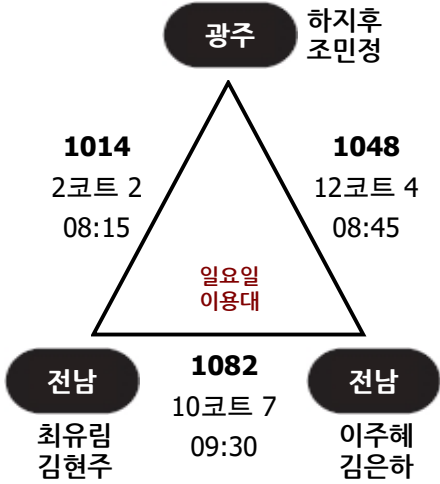 광주
하지후
조민정
1014
2코트 2
08:15
1048
12코트 4
08:45
일요일
이용대
1082
10코트 7
09:30
전남
최유림
김현주
전남
이주혜
김은하